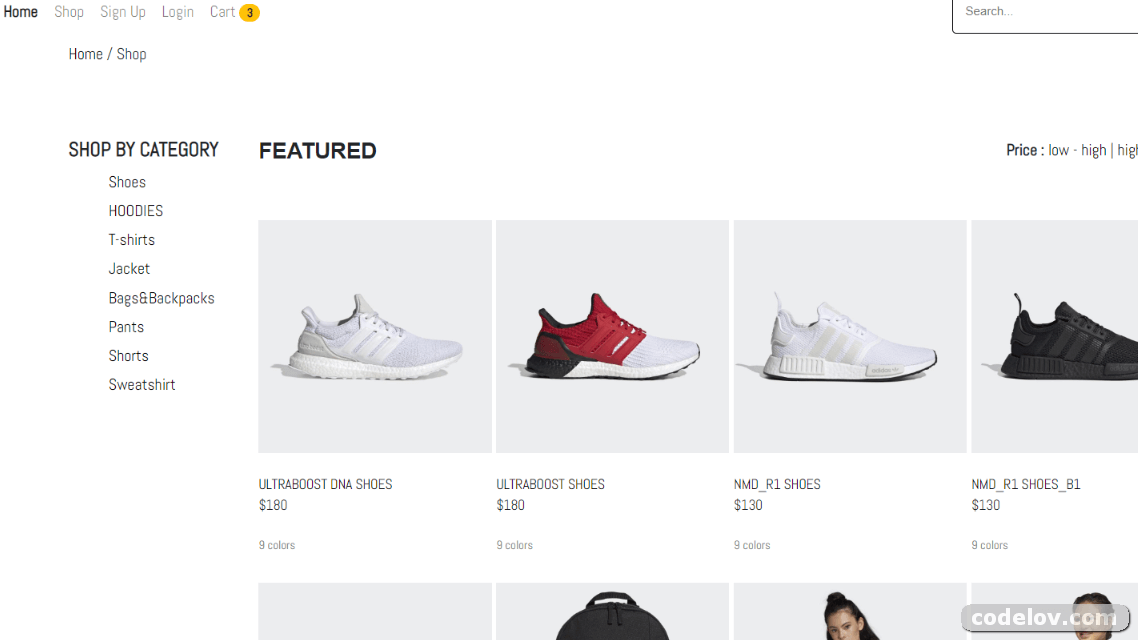 Home Shop Sign Up Login Cart 3
Search...
Home / Shop
SHOP BY CATEGORY
Shoes
HOODIES
T-shirts
Jacket
Bags&Backpacks
Pants
Shorts
Sweatshirt
FEATURED
Price : low - high | high
ULTRABOOST DNA SHOES
$180
9 colors
ULTRABOOST SHOES
$180
9 colors
NMD_R1 SHOES
$130
9 colors
NMD_R1 SHOES_B1
$130
9 colors
codelov.com